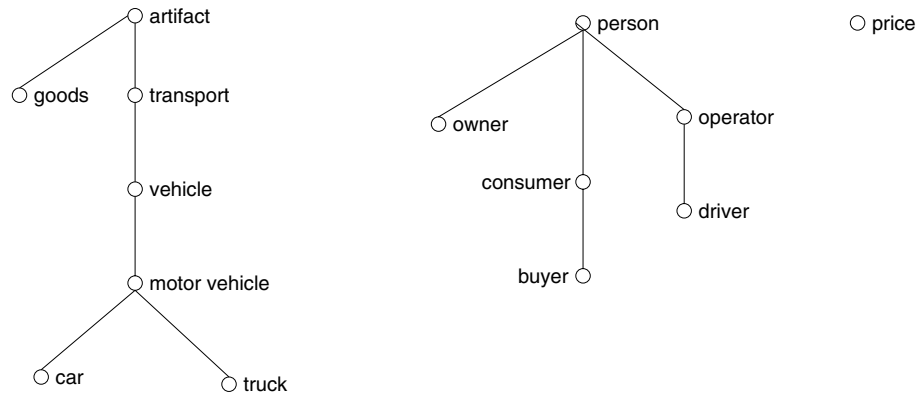 artifact
person
price
goods
transport
operator
owner
consumer
vehicle
driver
buyer
motor vehicle
car
truck